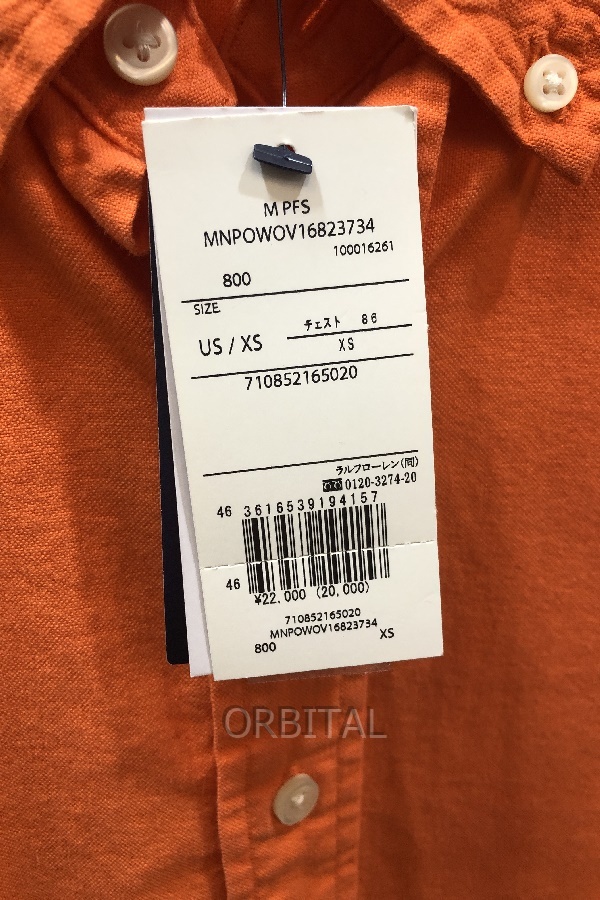 M PFS
MNPOWOV16823734
100016261
800
SIZE
US / XS
チェスト 86
XS
710852165020
ラルフローレン(同)
0120-3274-20
46 3616539194157
46
¥22,000 (20,000)
710852165020
MNPOWOV16823734
800 XS
ORBITAL